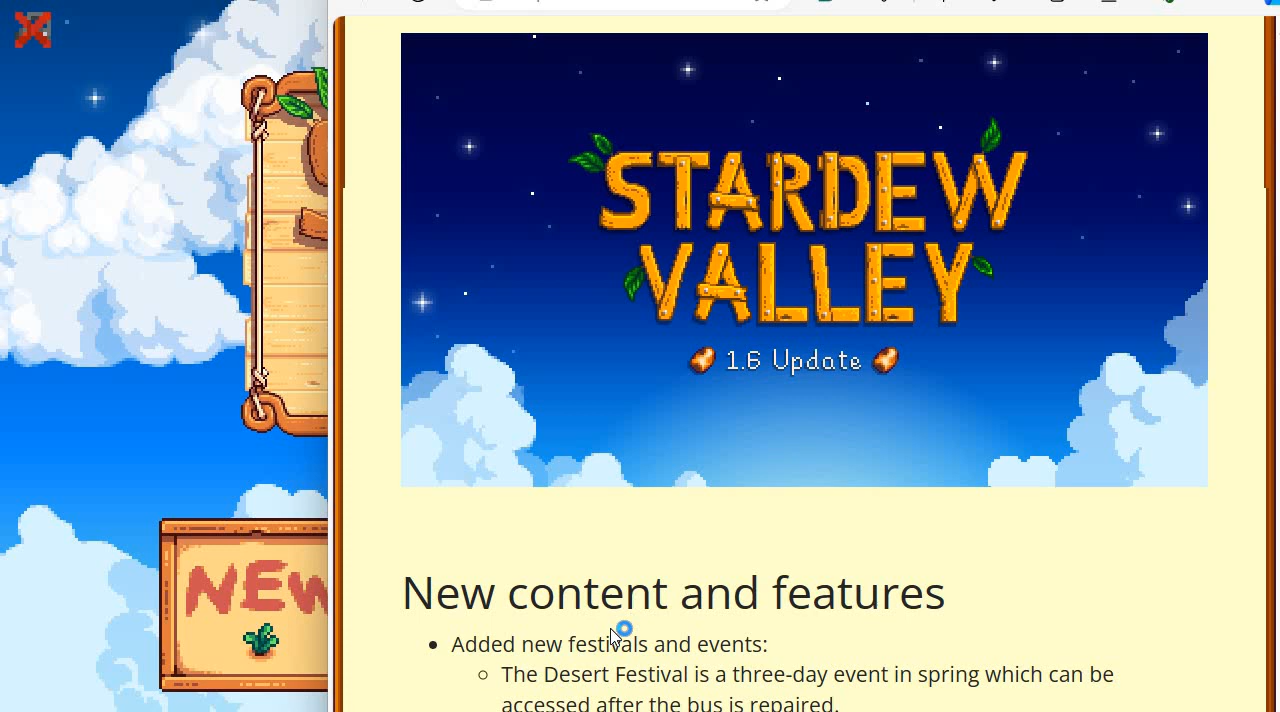 STARDEW
VALLEY
1.6 Update
NEW
New content and features
Added new festivals and events:
The Desert Festival is a three-day event in spring which can be
accessed after the bus is repaired.